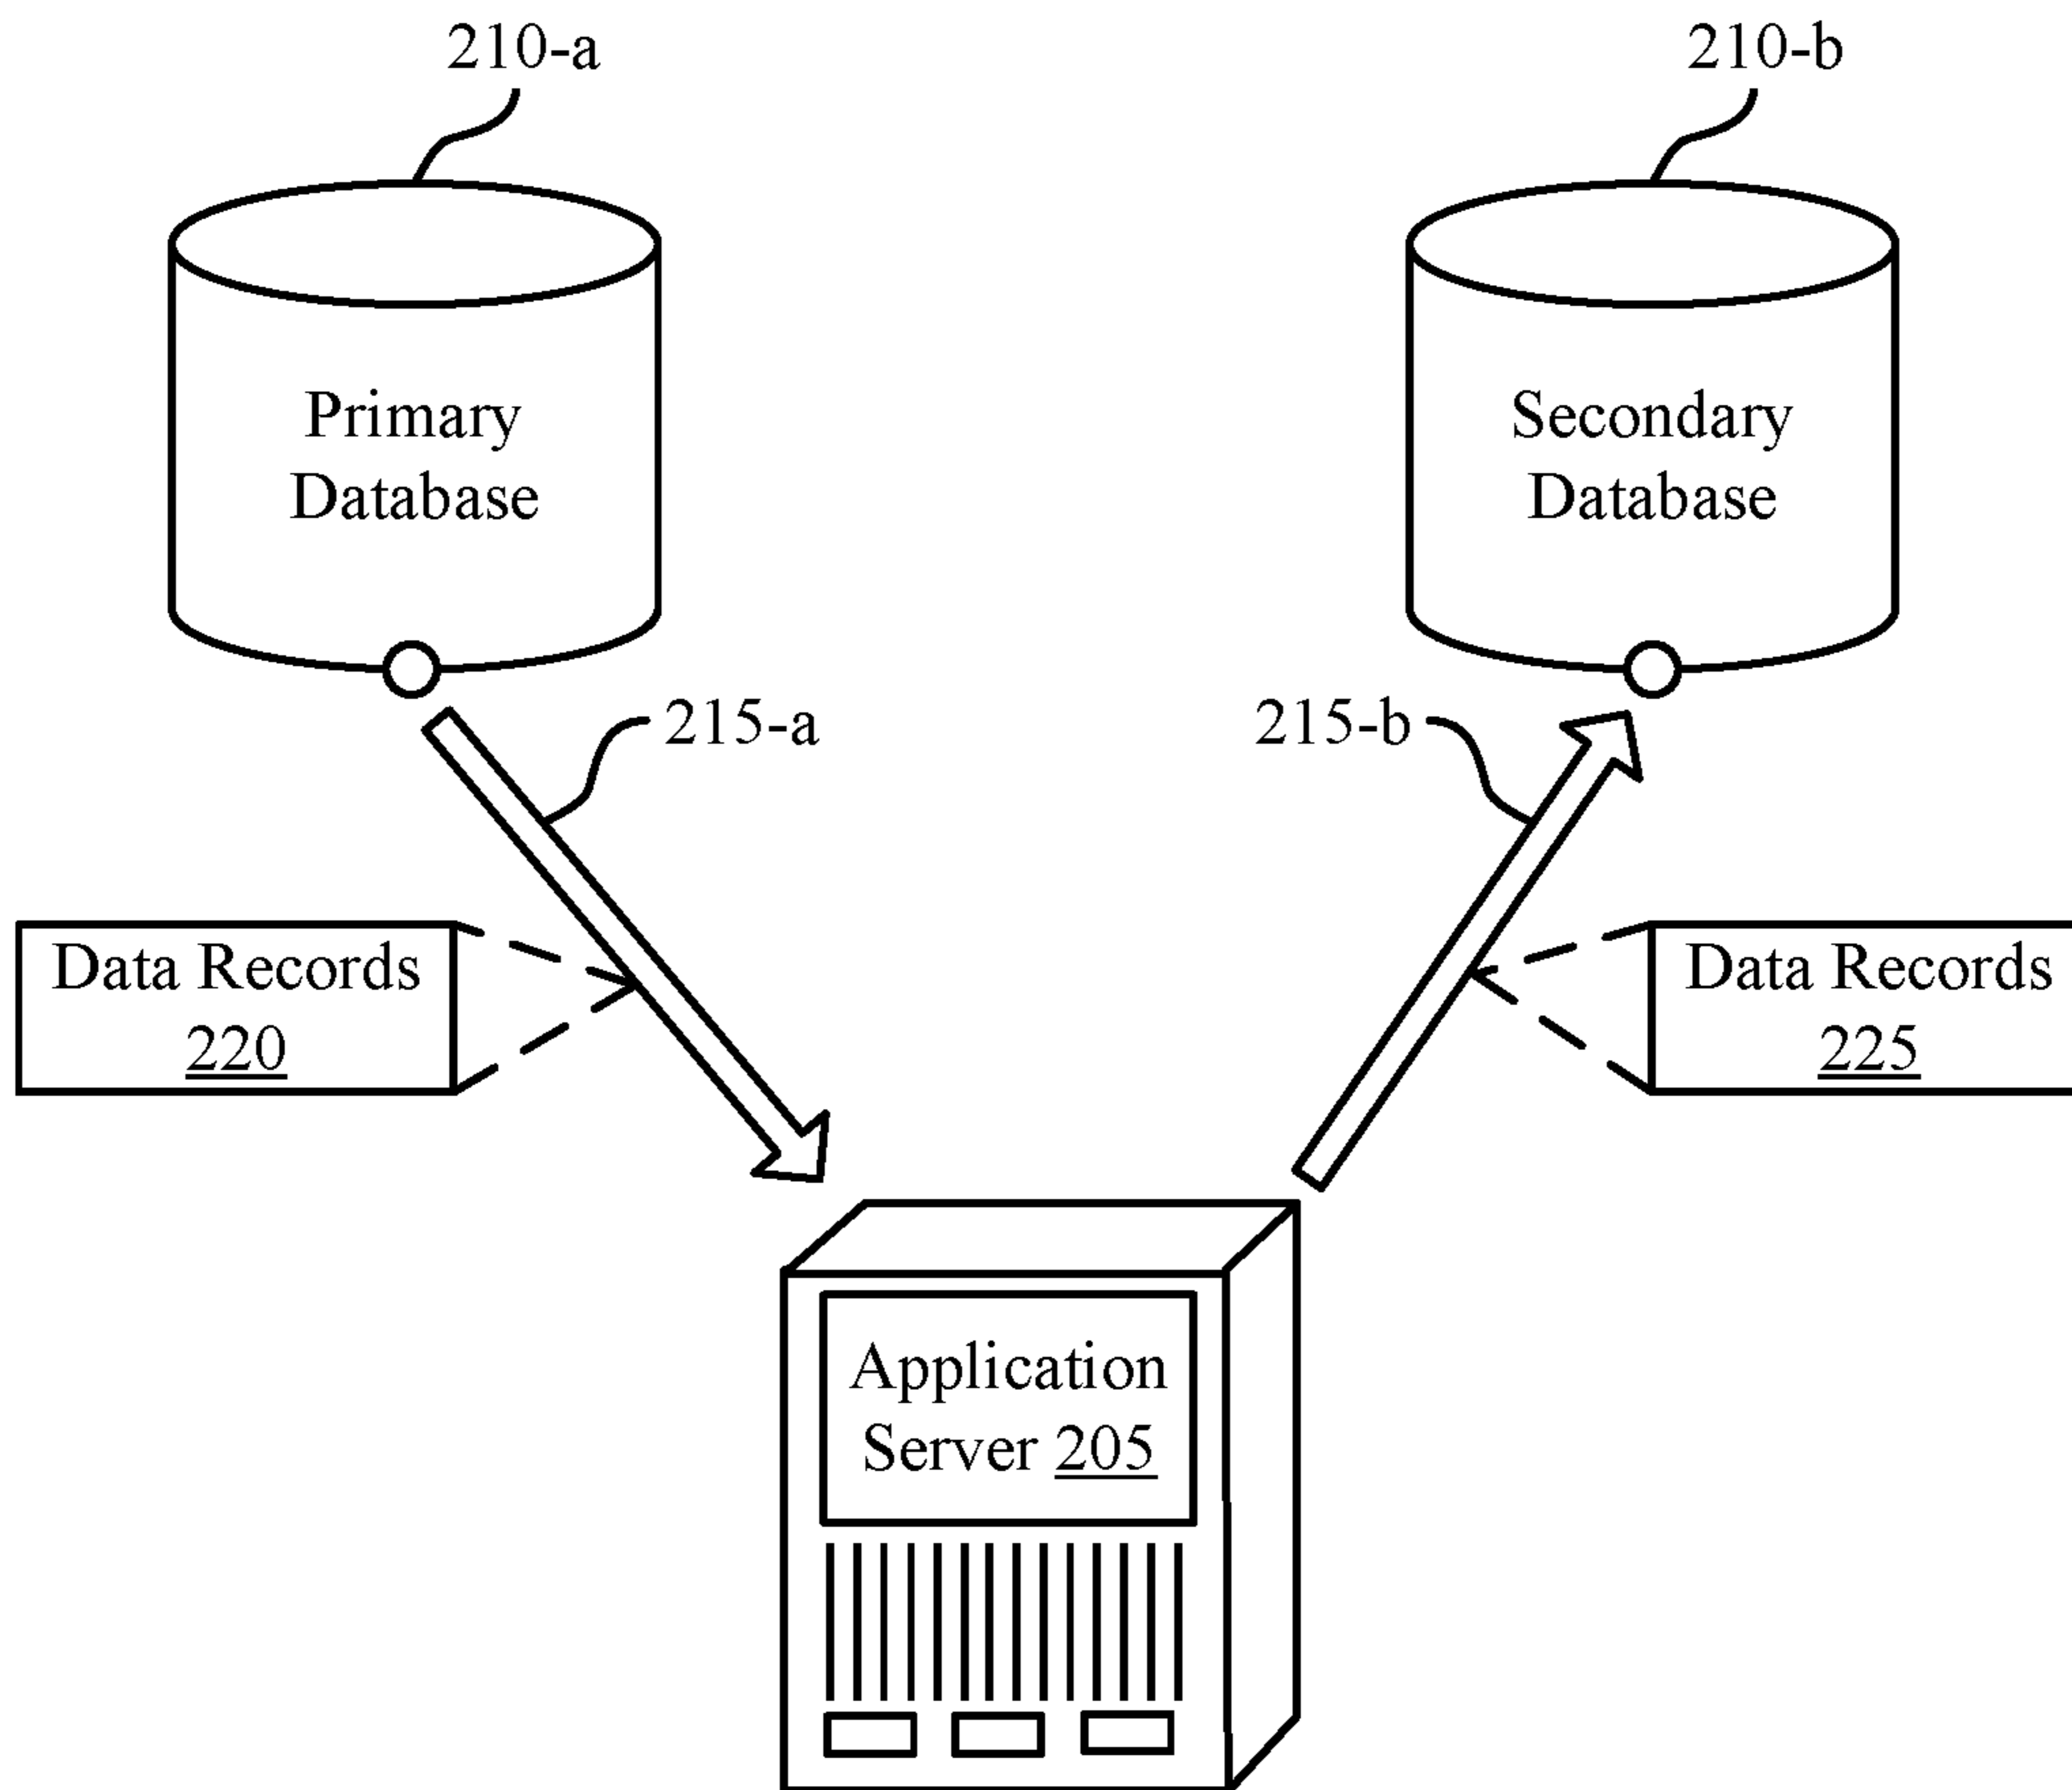 210-a
210-b
Primary
Database
Secondary
Database
215-a
215-b
Data Records
220
Data Records
225
Application
Server 205